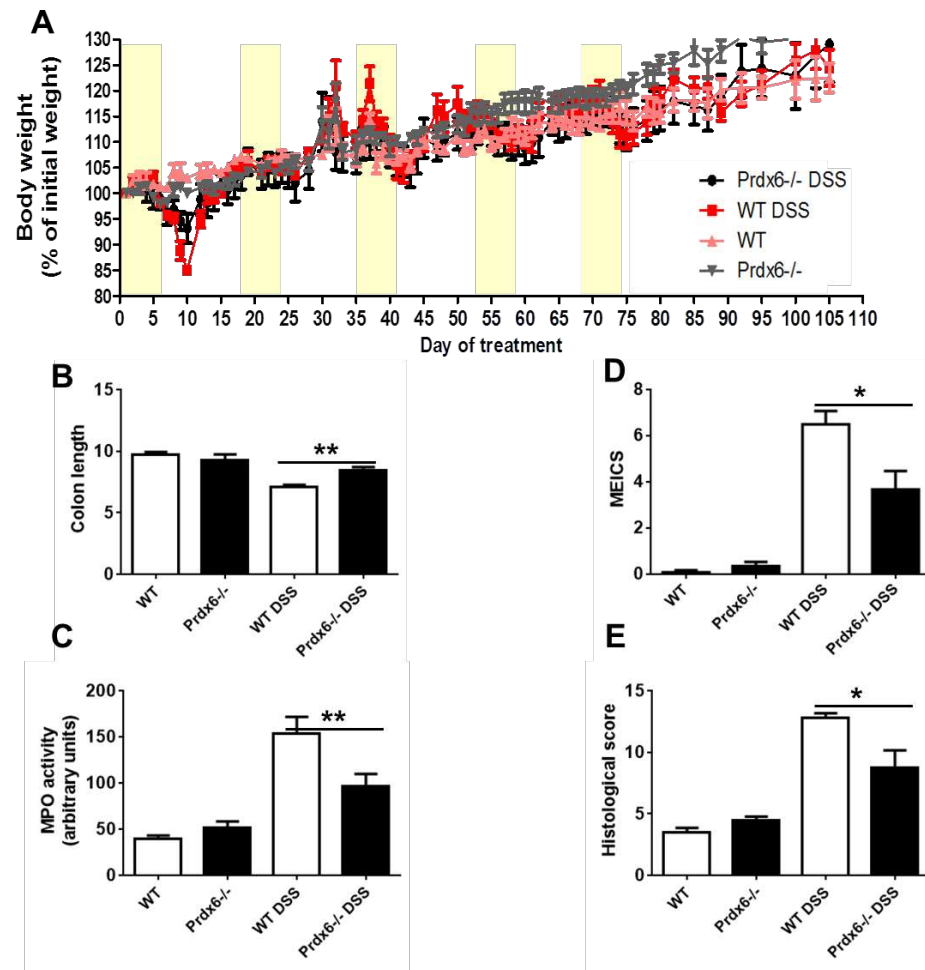 A
Body weight
(% of initial weight)
130
125
120
115
110
105
100
95
90
85
80
0 5 10 15 20 25 30 35 40 45 50 55 60 65 70 75 80 85 90 95 100 105 110
Day of treatment
Prdx6-/- DSS
WT DSS
WT
Prdx6-/-
B
Colon length
15
10
5
0
WT
Prdx6-/-
WT DSS
Prdx6-/- DSS
**
D
MEICS
8
6
4
2
0
WT
Prdx6-/-
WT DSS
Prdx6-/- DSS
*
C
MPO activity
(arbitrary units)
200
150
100
50
0
WT
Prdx6-/-
WT DSS
Prdx6-/- DSS
**
E
Histological score
15
10
5
0
WT
Prdx6-/-
WT DSS
Prdx6-/- DSS
*